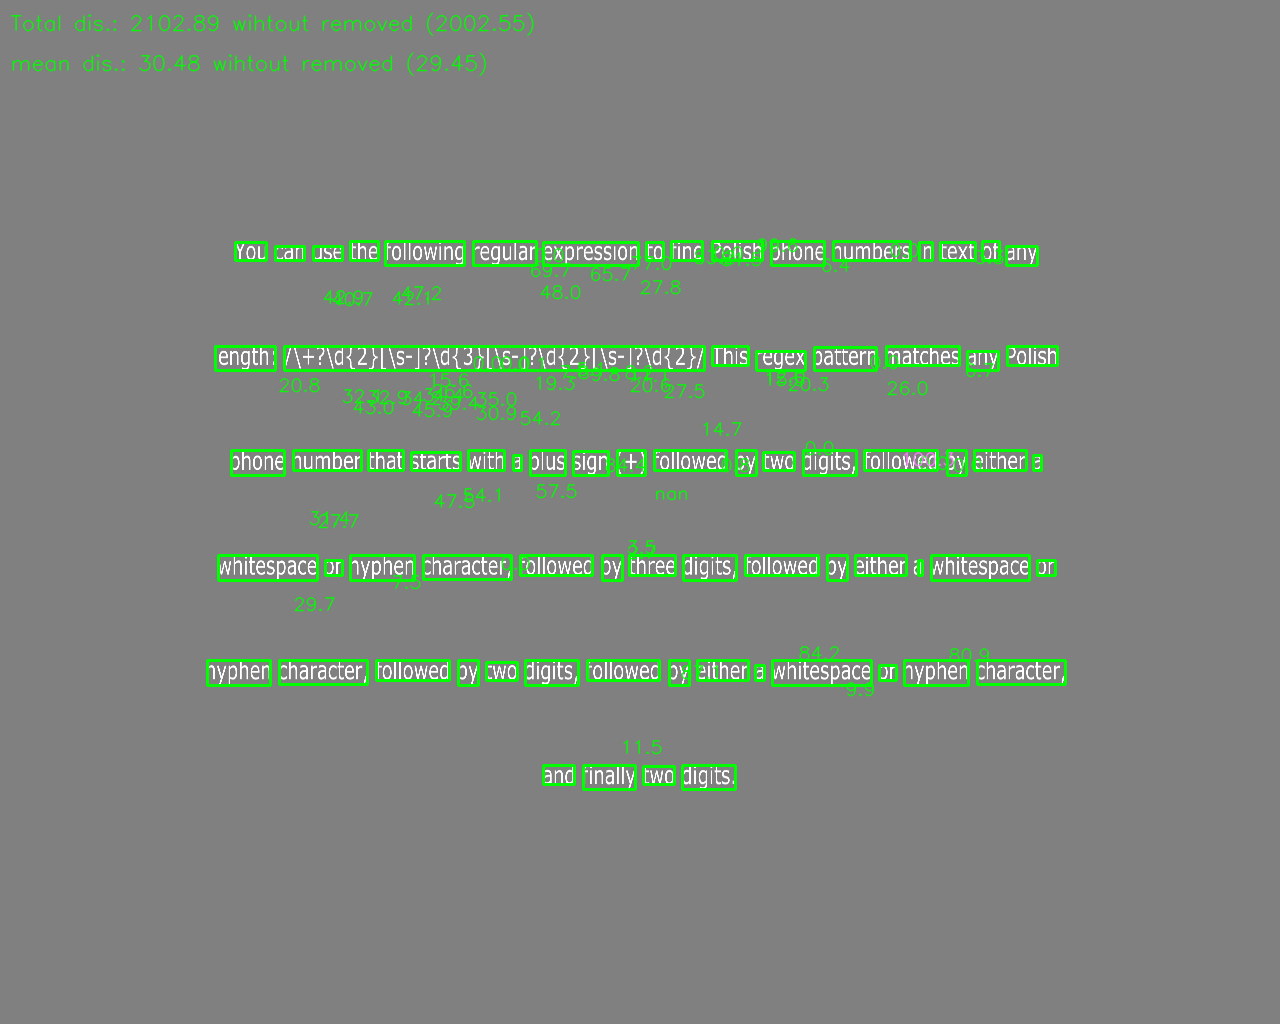 Total dis.: 2102.89 wihtout removed (2002.55)
mean dis.: 30.48 wihtout removed (29.45)
You can use the following regular expression to find Polish phone numbers in text of any
length: /\+?\d{2}[\s-]?\d{3}[\s-]?\d{2}[\s-]?\d{2}/ This regex pattern matches any Polish
phone number that starts with a plus sign (+) followed by two digits, followed by either a
whitespace or hyphen character, followed by three digits, followed by either a whitespace or
hyphen character, followed by two digits, followed by either a whitespace or hyphen character,
and finally two digits.
69.7 65.7
47.2 42.1 48.0 27.8
20.8 15.6 19.3 20.6 27.5 20.3 26.0
43.0 45.9 30.9 35.0 54.2
14.7
0.0
47.5 54.1 57.5 nan
3.5
29.7
84.2 80.9
9.9
11.5